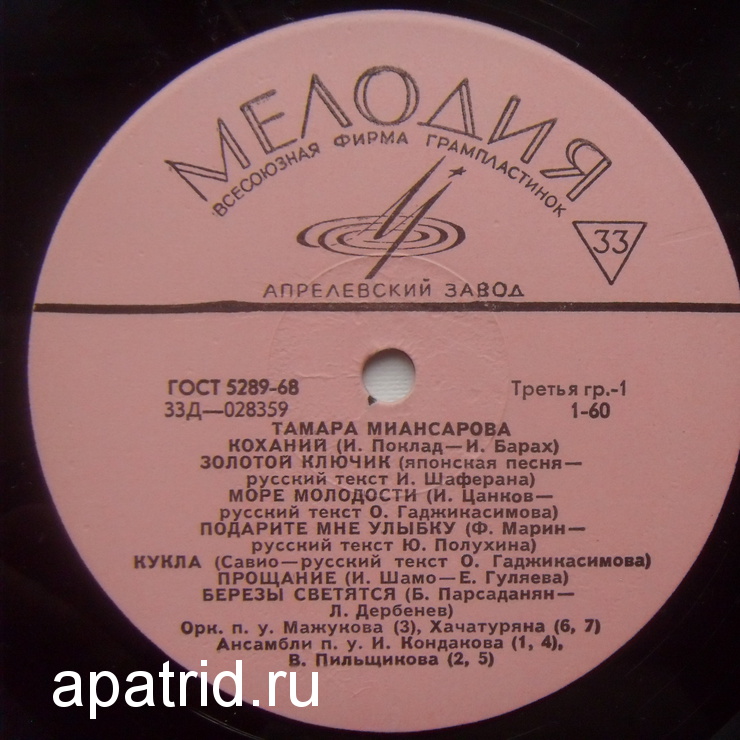 МЕЛОДИЯ
ВСЕСОЮЗНАЯ ФИРМА ГРАМПЛАСТИНОК
33
АПРЕЛЕВСКИЙ ЗАВОД
ГОСТ 5289-68
Третья гр.-1
33Д—028359
1-60
ТАМАРА МИАНСАРОВА
КОХАНИЙ (И. Поклад—И. Барах)
ЗОЛОТОЙ КЛЮЧИК (японская песня—
русский текст И. Шаферана)
МОРЕ МОЛОДОСТИ (И. Цанков—
русский текст О. Гаджикасимова)
ПОДАРИТЕ МНЕ УЛЫБКУ (Ф. Марин—
русский текст Ю. Полухина)
КУКЛА (Савио—русский текст О. Гаджикасимова)
ПРОЩАНИЕ (И. Шамо—Е. Гуляева)
БЕРЕЗЫ СВЕТЯТСЯ (Б. Парсаданян—
Л. Дербенев)
Орк. п. у. Мажукова (3), Хачатуряна (6, 7)
Ансамбли п. у. И. Кондакова (1, 4),
В. Пильщикова (2, 5)
apatrid.ru